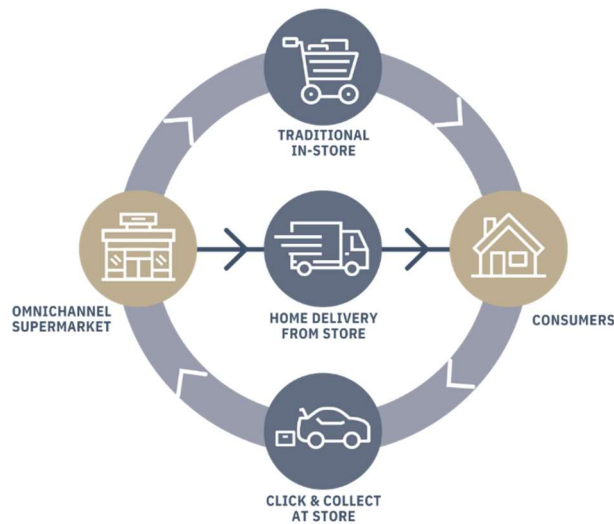 TRADITIONAL
IN-STORE
OMNICHANNEL
SUPERMARKET
HOME DELIVERY
FROM STORE
CONSUMERS
CLICK & COLLECT
AT STORE